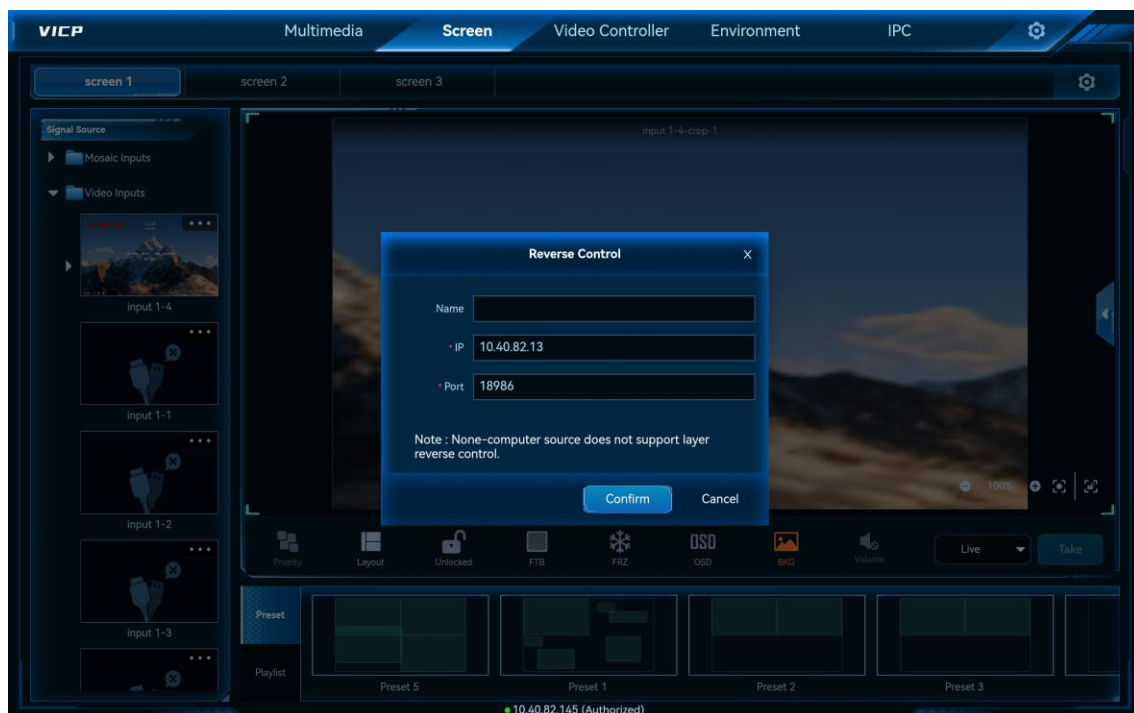 VICP
Multimedia
Screen
Video Controller
Environment
IPC
screen 1
screen 2
screen 3
Signal Source
Mosaic Inputs
Video Inputs
input 1-4
input 1-1
input 1-2
input 1-3
input 1-4-crop-1
Reverse Control
X
Name
* IP
10.40.82.13
* Port
18986
Note : None-computer source does not support layer
reverse control.
Confirm
Cancel
100%
Priority
Layout
Unlocked
FTB
FRZ
OSD
OSD
BKG
Volume
Live
Take
Preset
Playlist
Preset 5
Preset 1
Preset 2
Preset 3
10.40.82.145 (Authorized)